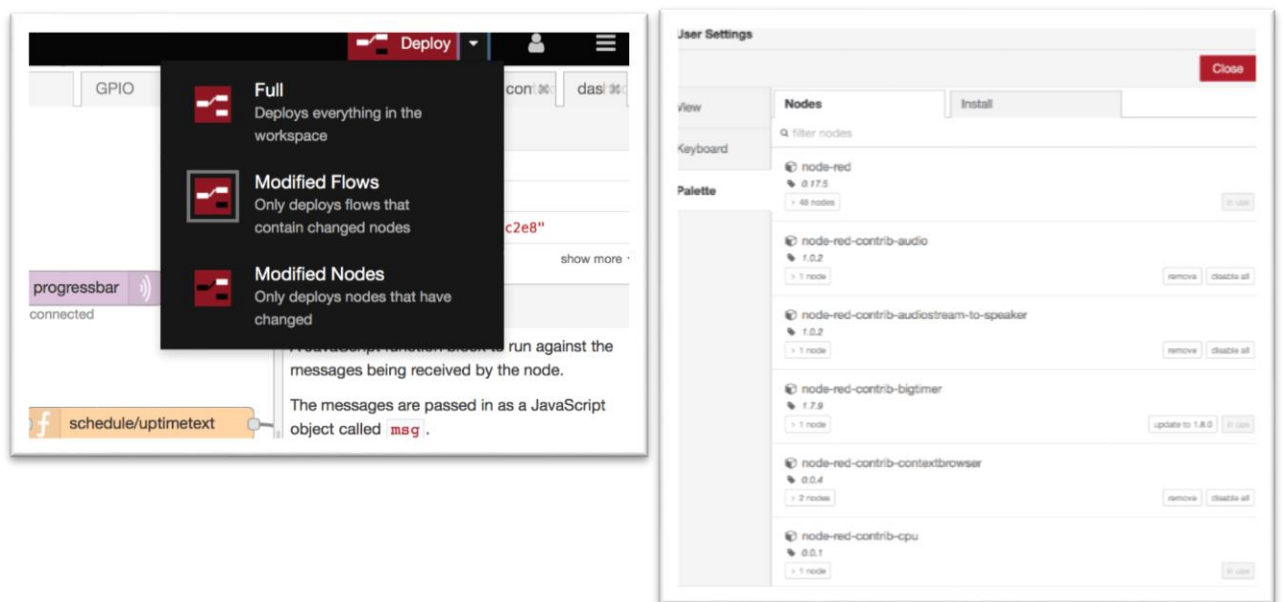 Deploy
GPIO
Full
Deploys everything in the
workspace
Modified Flows
Only deploys flows that
contain changed nodes
c2e8"
show more
Modified Nodes
Only deploys nodes that have
changed
progressbar
connected
to run against the
messages being received by the node.
The messages are passed in as a JavaScript
object called msg .
schedule/uptimetext
User Settings
Close
View
Keyboard
Palette
Nodes
Install
filter nodes
node-red
0.17.5
> 48 nodes
in use
node-red-contrib-audio
1.0.2
> 1 node
remove
disable all
node-red-contrib-audiostream-to-speaker
1.0.2
> 1 node
remove
disable all
node-red-contrib-bigtimer
1.7.9
> 1 node
update to 1.8.0
in use
node-red-contrib-contextbrowser
0.0.4
> 2 nodes
remove
disable all
node-red-contrib-cpu
0.0.1
> 1 node
in use